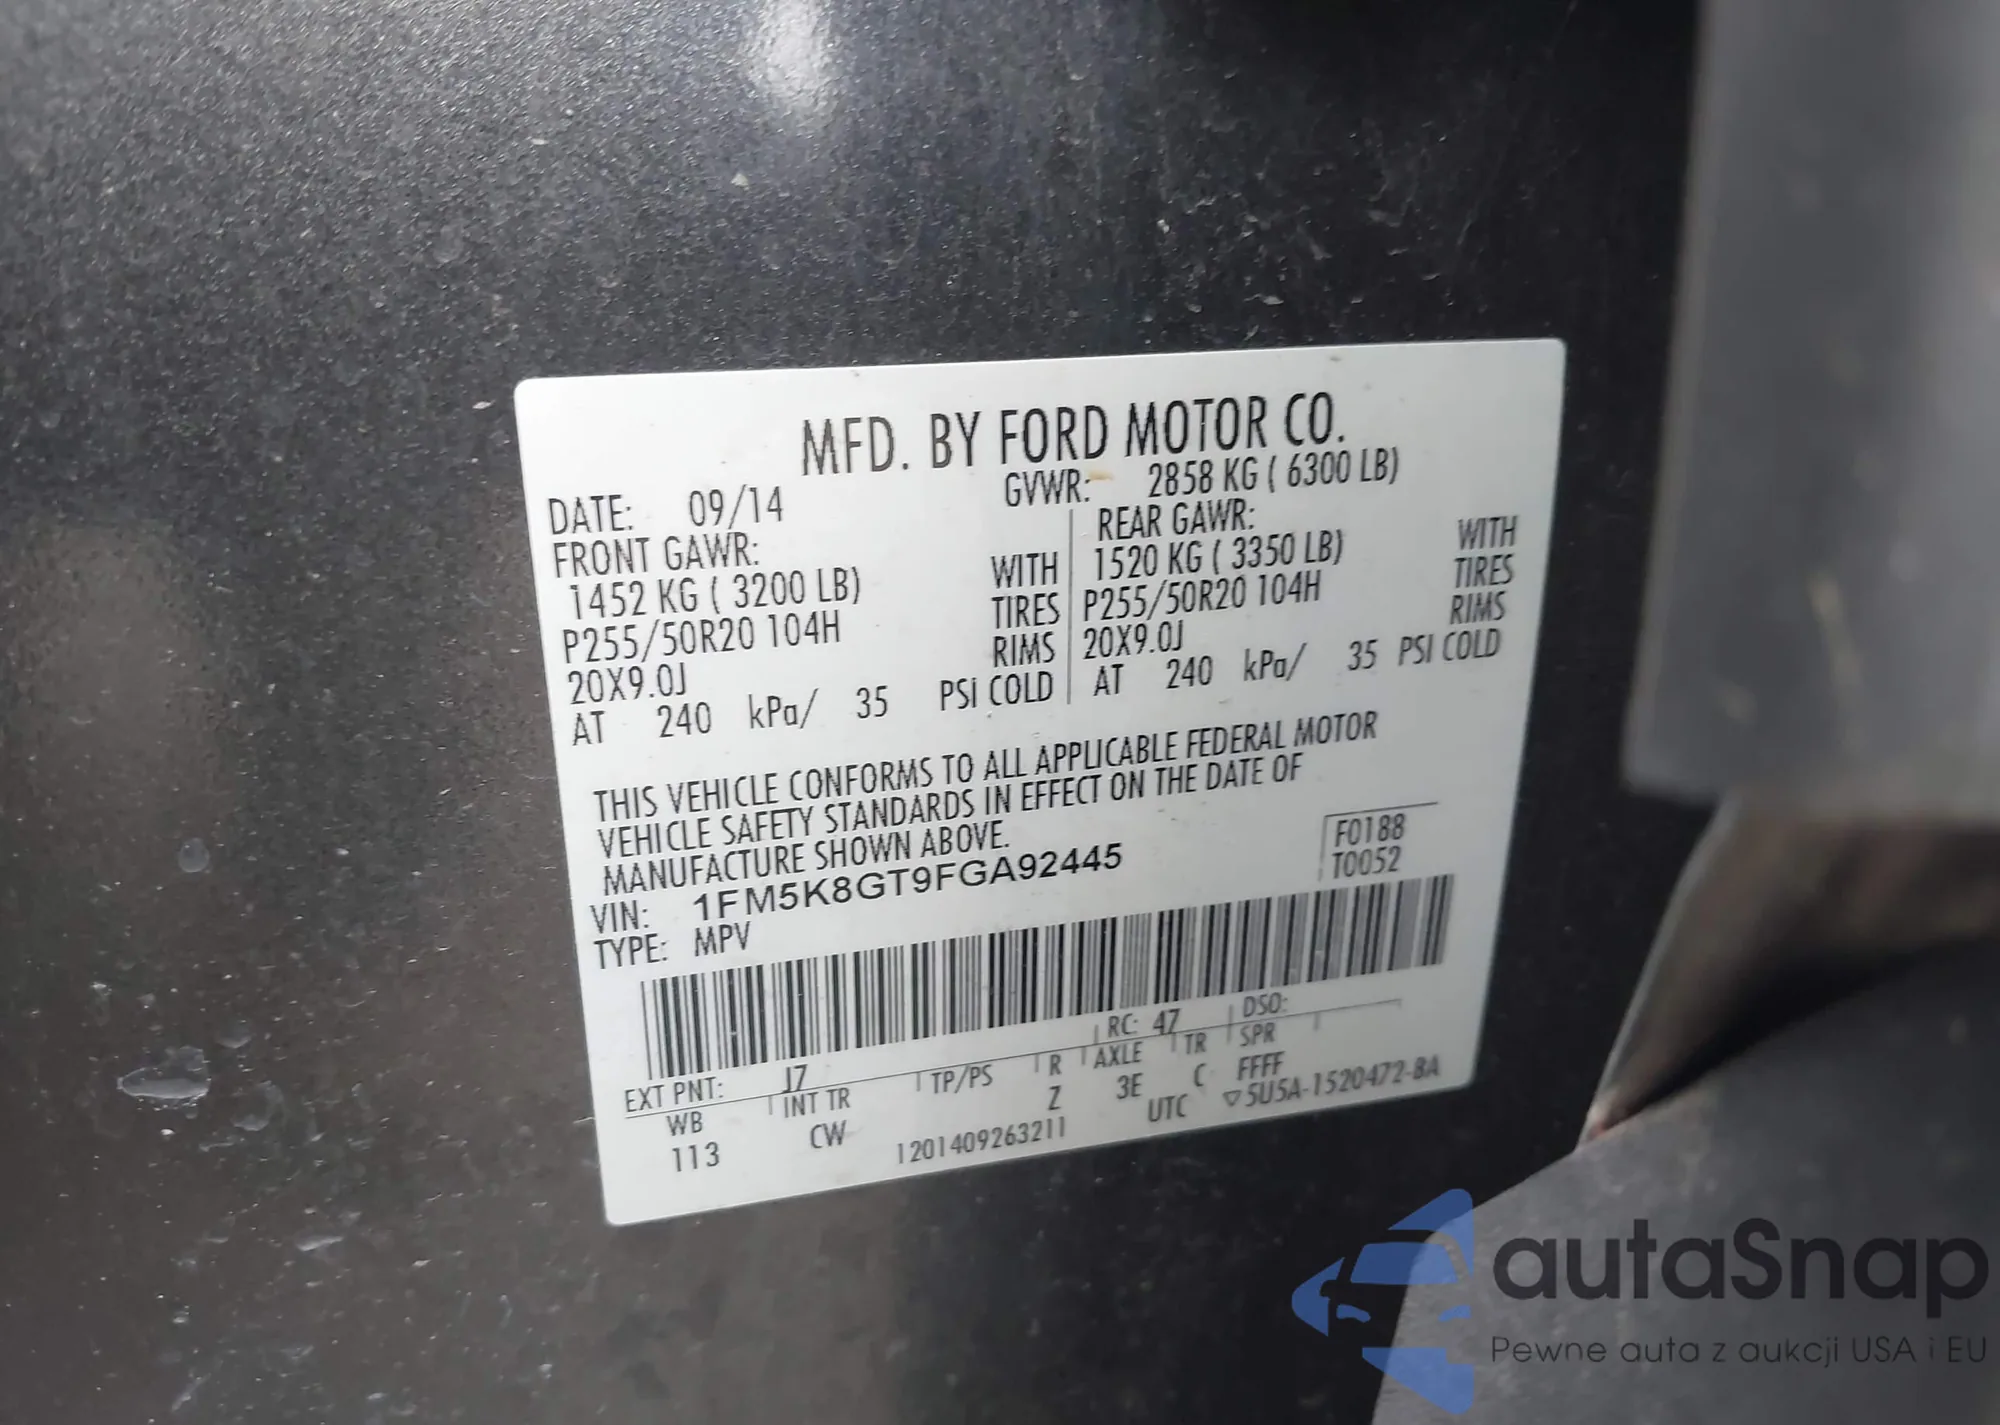 MFD. BY FORD MOTOR CO.
DATE: 09/14 GVWR: 2858 KG ( 6300 LB)
FRONT GAWR: REAR GAWR:
1452 KG ( 3200 LB) WITH 1520 KG ( 3350 LB) WITH
P255/50R20 104H TIRES P255/50R20 104H TIRES
20X9.0J RIMS 20X9.0J RIMS
AT 240 kPa/ 35 PSI COLD AT 240 kPa/ 35 PSI COLD
THIS VEHICLE CONFORMS TO ALL APPLICABLE FEDERAL MOTOR
VEHICLE SAFETY STANDARDS IN EFFECT ON THE DATE OF
MANUFACTURE SHOWN ABOVE.
VIN: 1FM5K8GT9FGA92445 F0188
TYPE: MPV T0052
EXT PNT: J7 RC: 47 DSO:
WB INT TR TP/PS R AXLE TR SPR
113 CW Z 3E C FFFF
1201409263211 UTC ▽5U5A-1520472-BA
autaSnap
Pewne auta z aukcji USA i EU